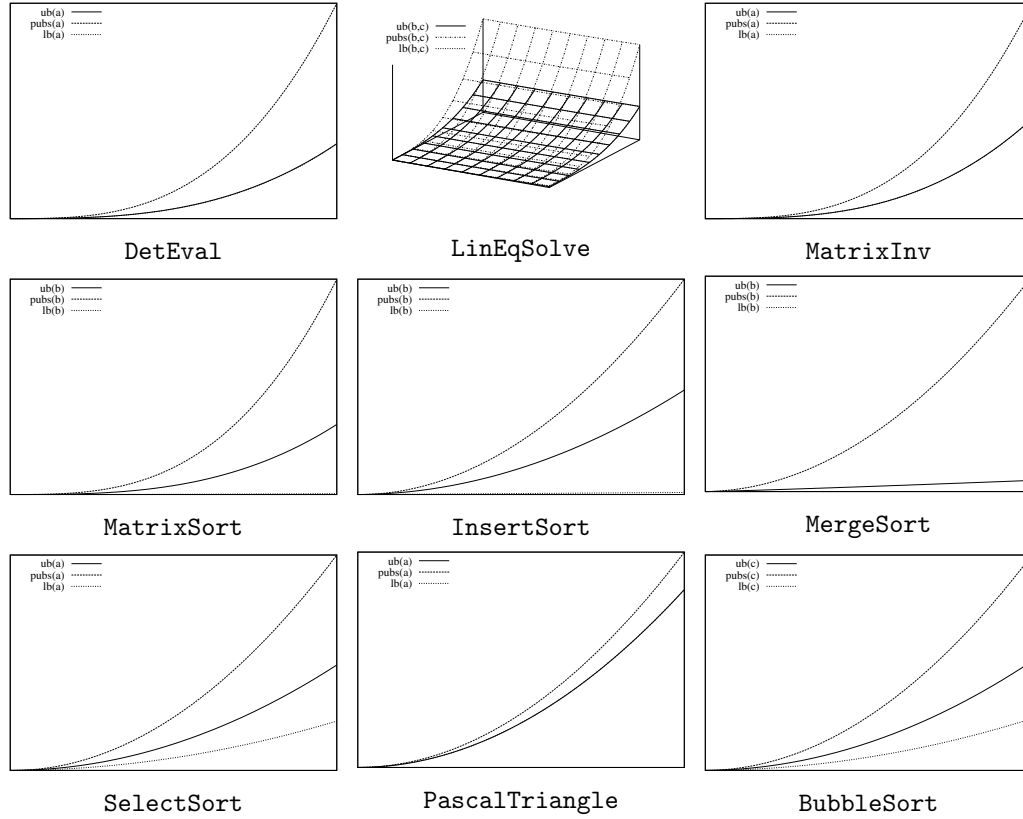 ub(a)
pubs(a)
lb(a)
DetEval
ub(b,c)
pubs(b,c)
lb(b,c)
LinEqSolve
ub(a)
pubs(a)
lb(a)
MatrixInv
ub(b)
pubs(b)
lb(b)
MatrixSort
ub(b)
pubs(b)
lb(b)
InsertSort
ub(b)
pubs(b)
lb(b)
MergeSort
ub(a)
pubs(a)
lb(a)
SelectSort
ub(a)
pubs(a)
lb(a)
PascalTriangle
ub(c)
pubs(c)
lb(c)
BubbleSort